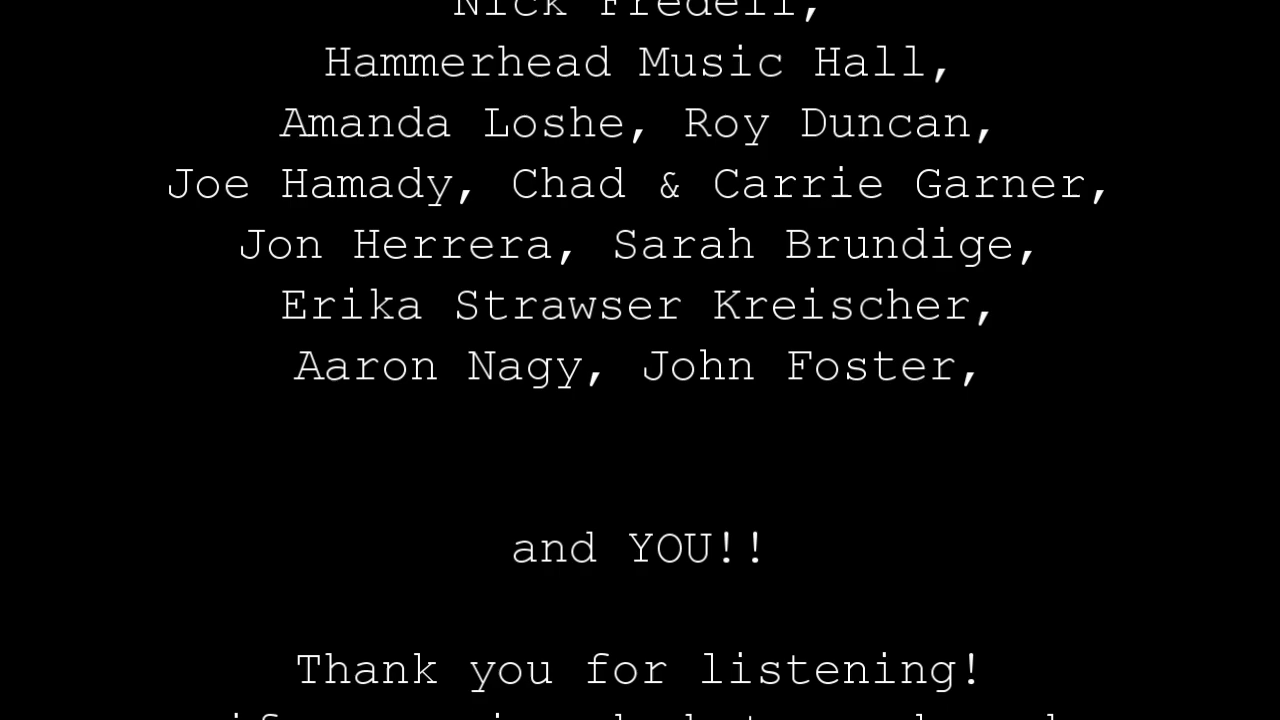 Nick
Hammerhead Music Hall,
Amanda Loshe, Roy Duncan,
Joe Hamady, Chad & Carrie Garner,
Jon Herrera, Sarah Brundige,
Erika Strawser Kreischer,
Aaron Nagy, John Foster,
and YOU!!
Thank you for listening!